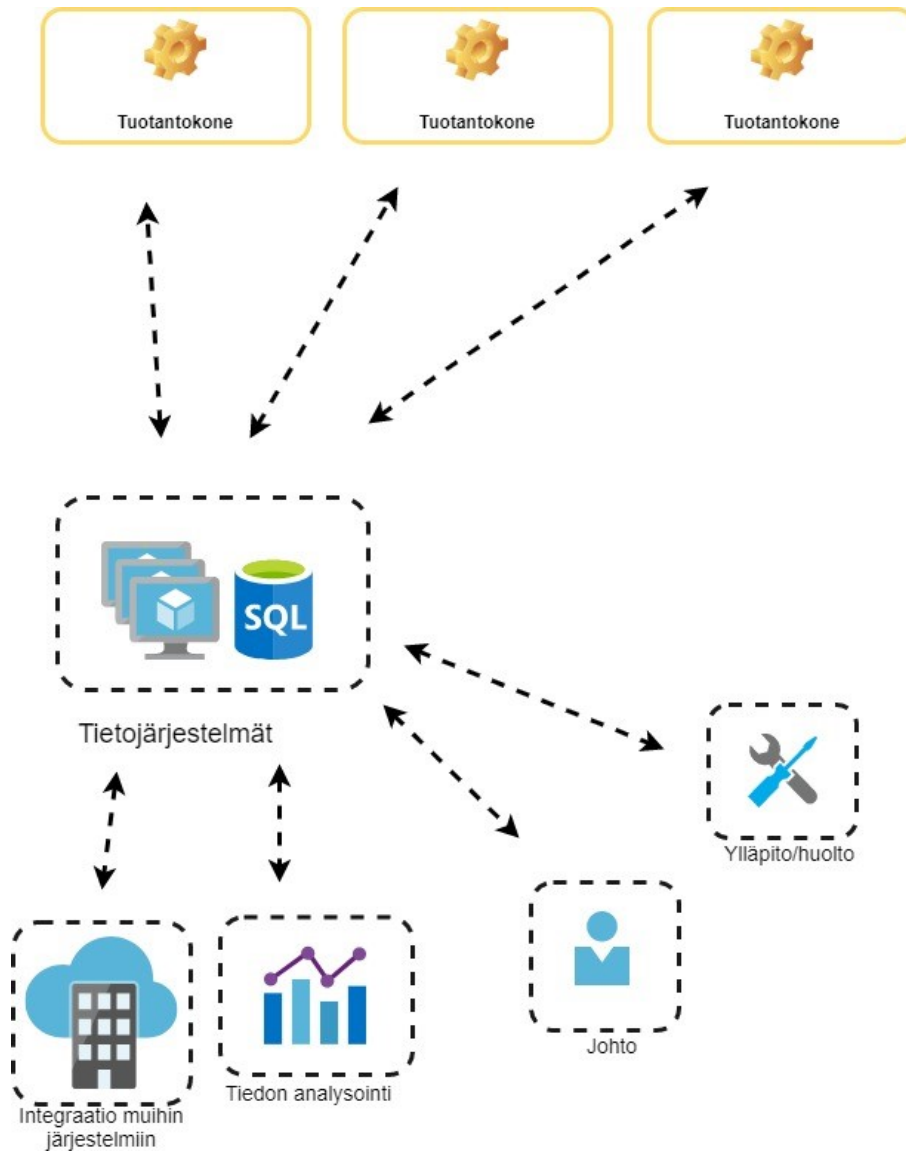 Tuotantokone
Tuotantokone
Tuotantokone
SQL
Tietojärjestelmät
Ylläpito/huolto
Johto
Tiedon analysointi
Integraatio muihin
järjestelmiin